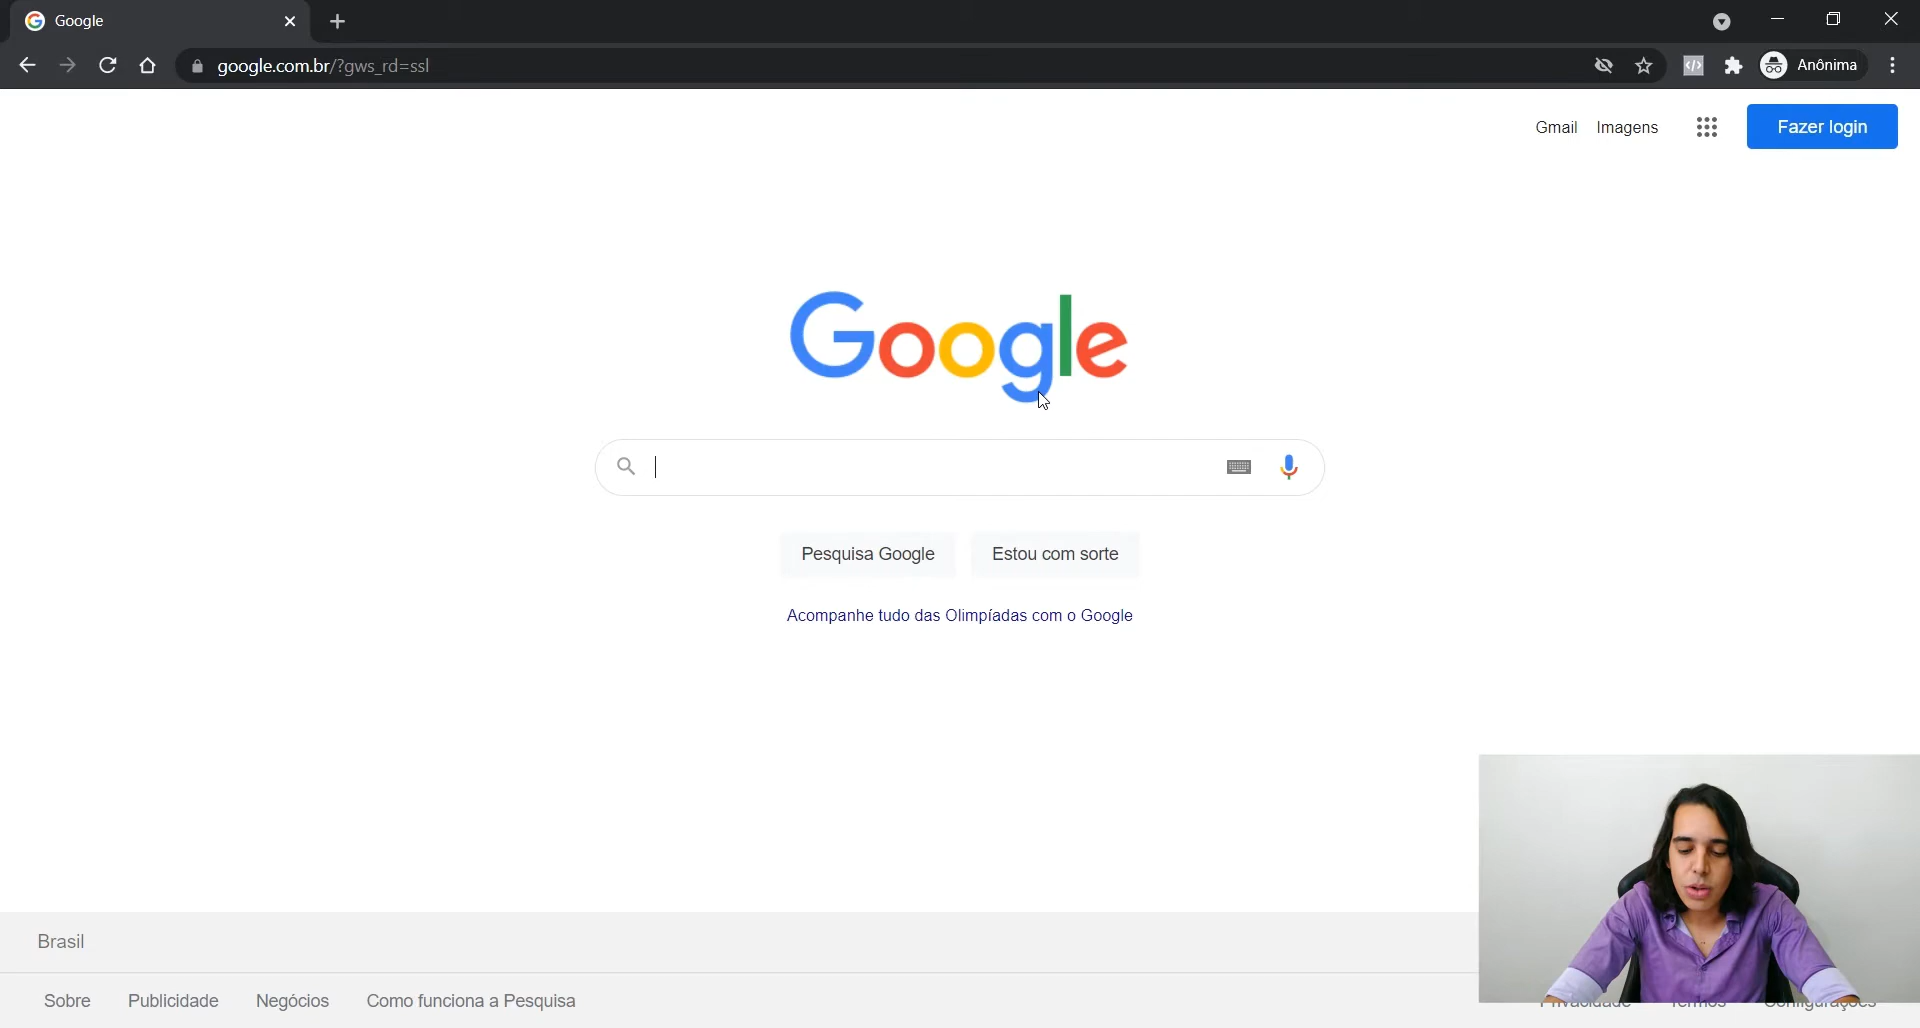 Google
google.com.br/?gws_rd=ssl
Anônima
Gmail Imagens Fazer login
Google
Pesquisa Google Estou com sorte
Acompanhe tudo das Olimpíadas com o Google
Brasil
Sobre Publicidade Negócios Como funciona a Pesquisa